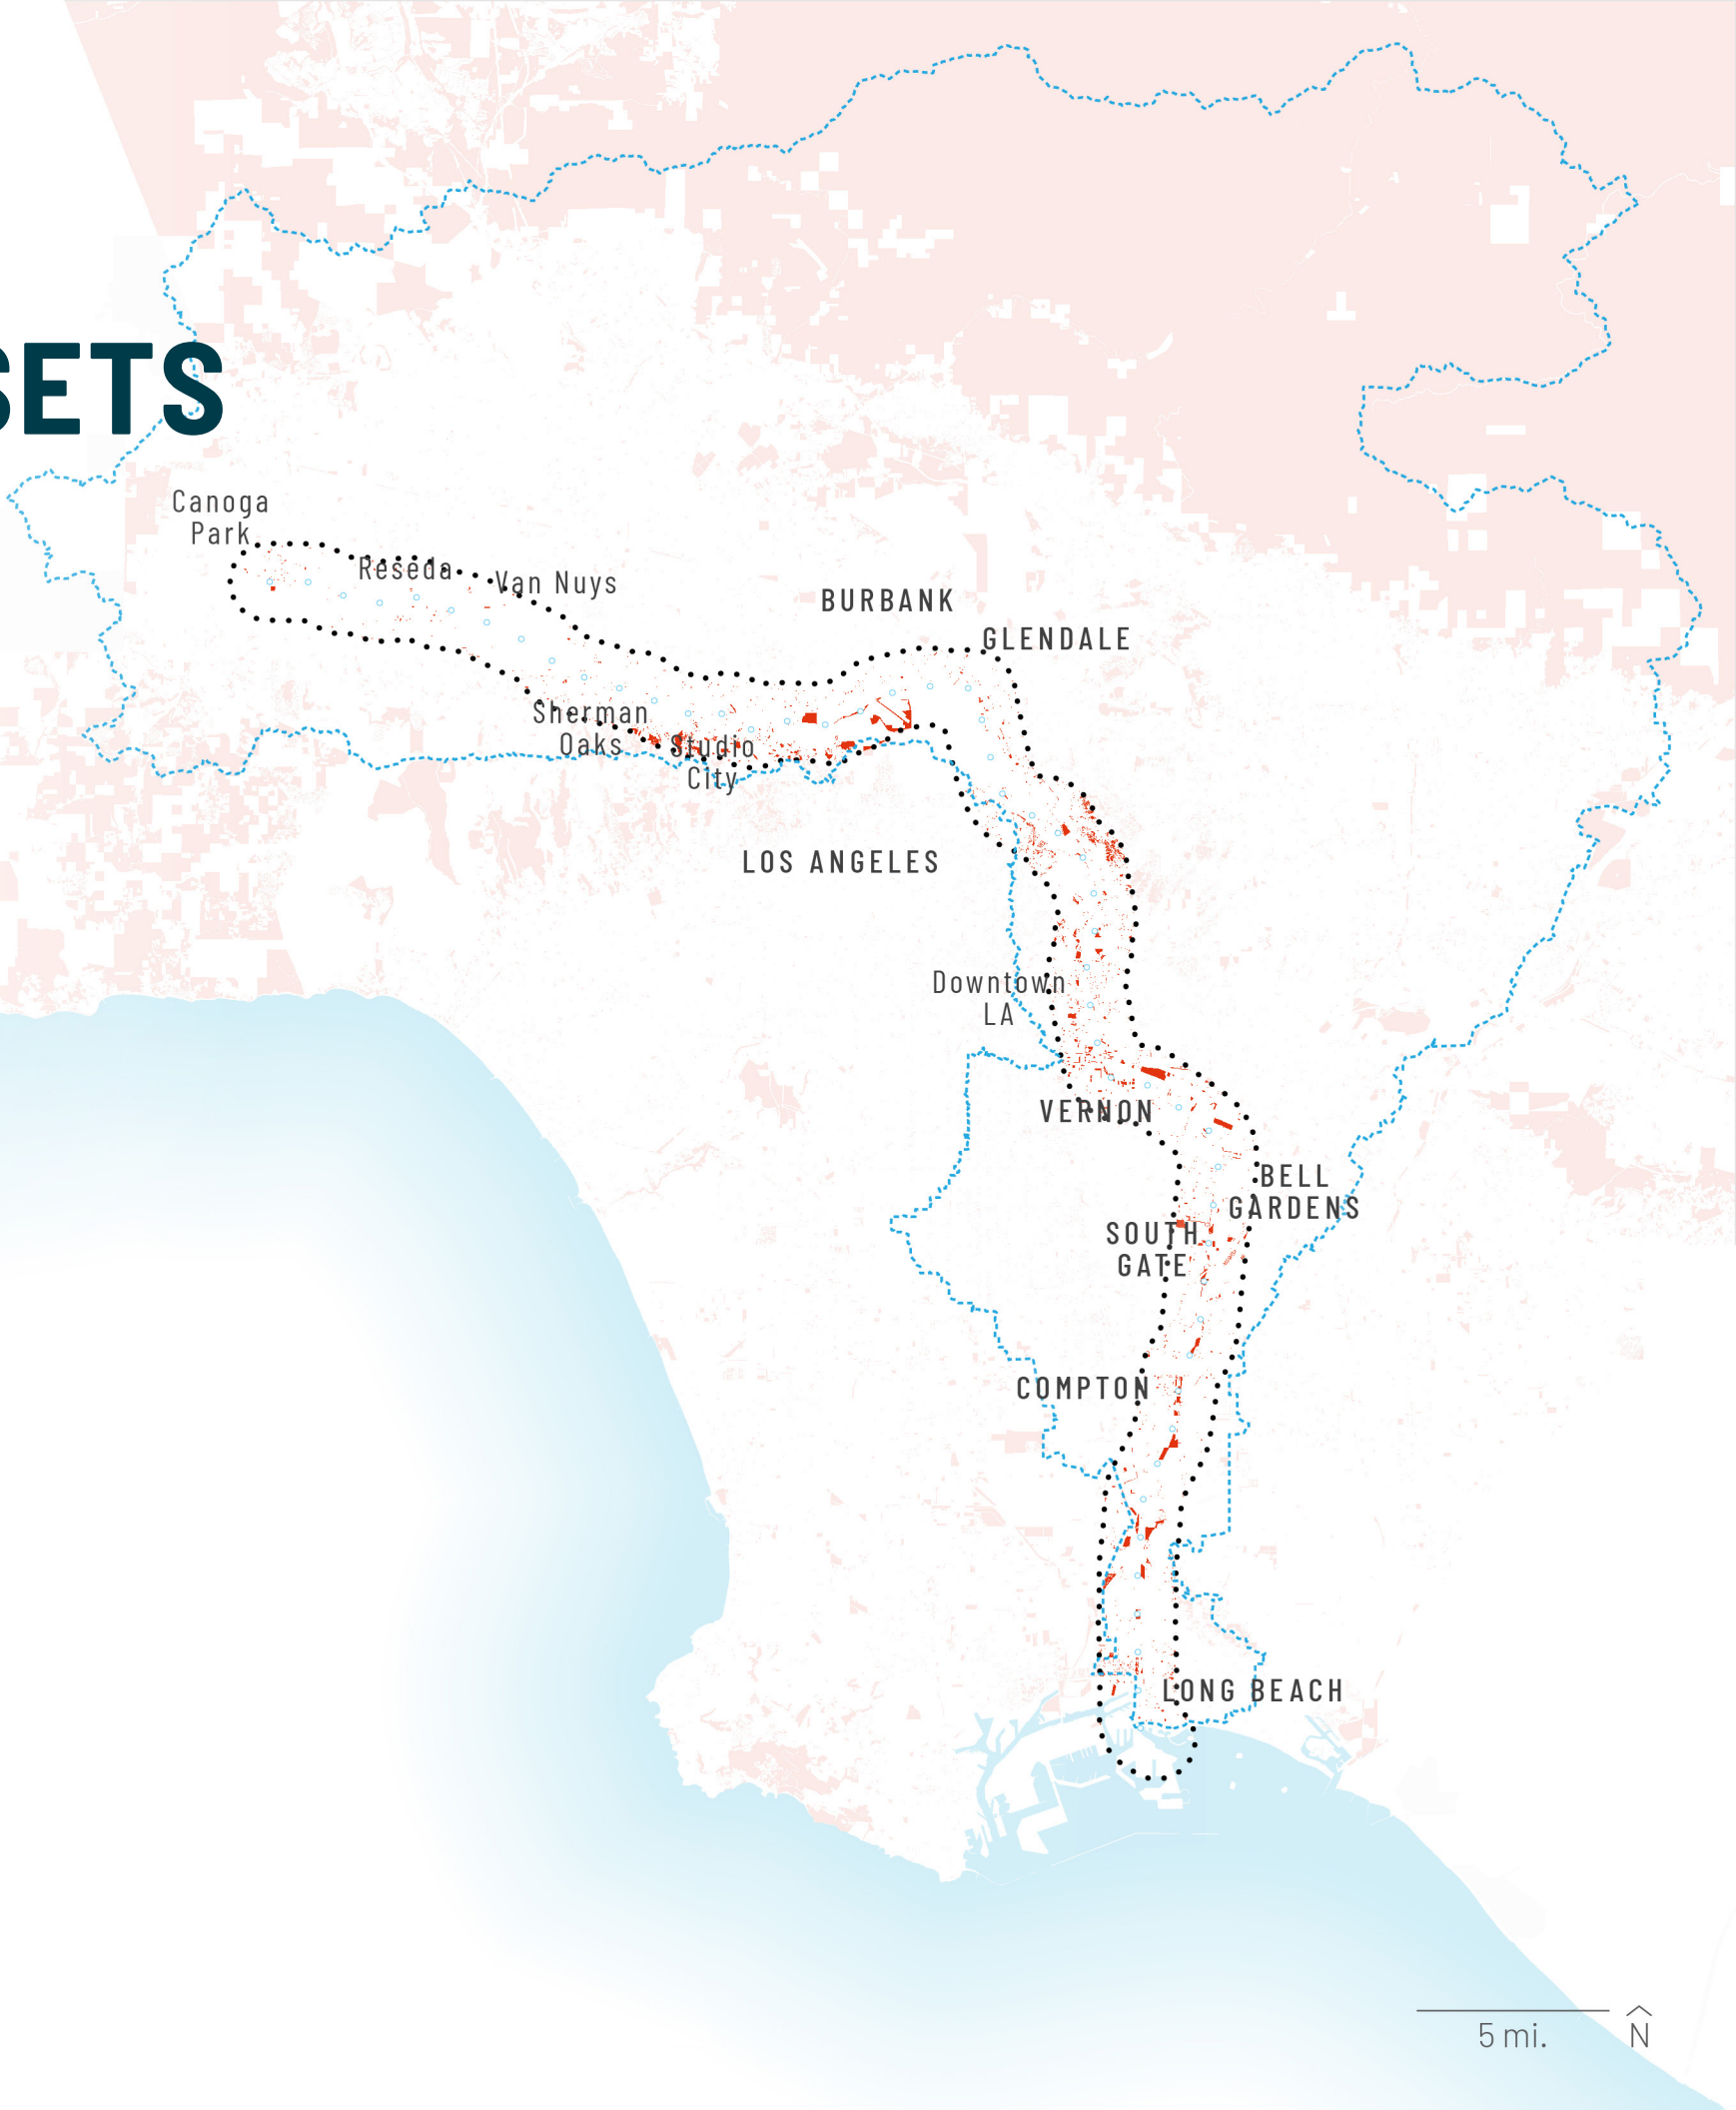 SETS
Canoga
Park
Reseda
Van Nuys
BURBANK
GLENDALE
Sherman
Oaks
Studio
City
LOS ANGELES
Downtown
LA
VERNON
BELL
GARDENS
SOUTH
GATE
COMPTON
LONG BEACH
5 mi.
N